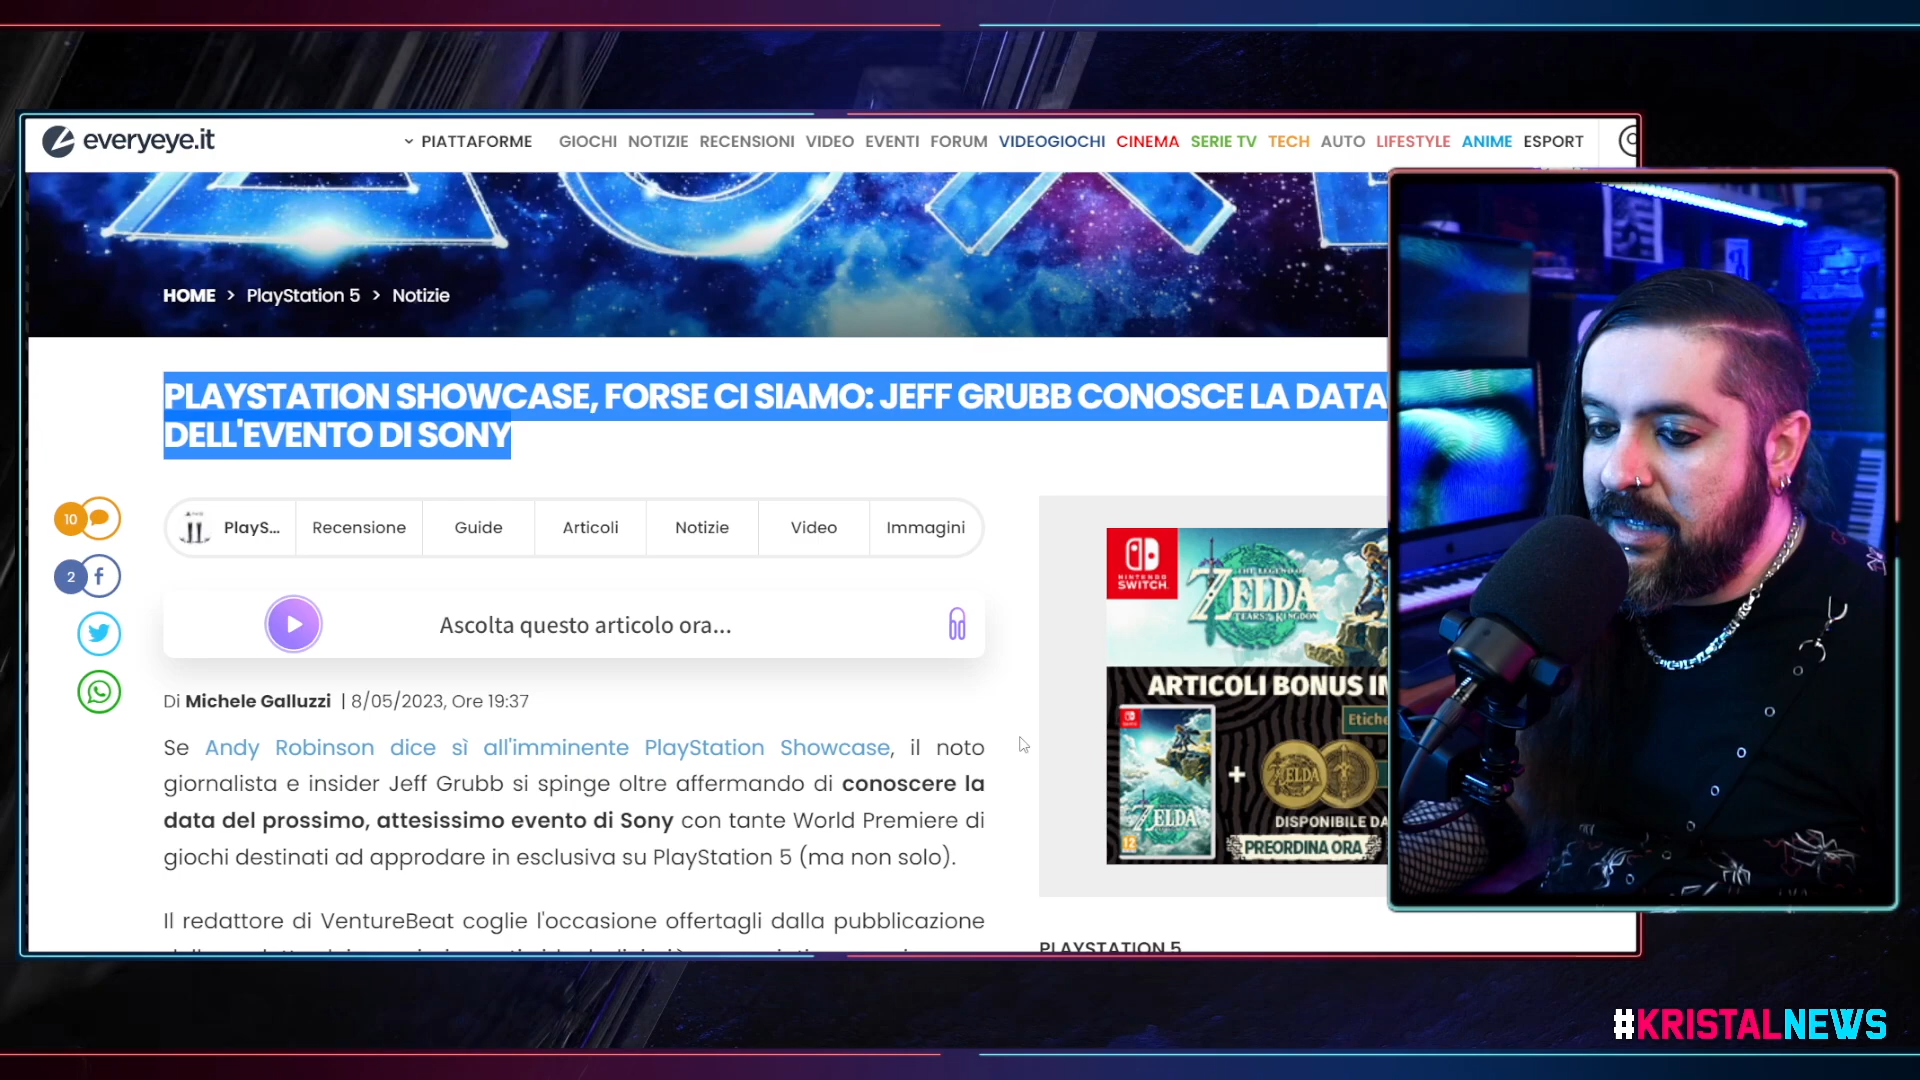 everyeye.it
PIATTAFORME GIOCHI NOTIZIE RECENSIONI VIDEO EVENTI FORUM VIDEOGIOCHI CINEMA SERIE TV TECH AUTO LIFESTYLE ANIME ESPORT
HOME > PlayStation 5 > Notizie
PLAYSTATION SHOWCASE, FORSE CI SIAMO: JEFF GRUBB CONOSCE LA DATA
DELL'EVENTO DI SONY
10
PlayS... Recensione Guide Articoli Notizie Video Immagini
2
Ascolta questo articolo ora...
Di Michele Galluzzi | 8/05/2023, Ore 19:37
Se Andy Robinson dice sì all'imminente PlayStation Showcase, il noto
giornalista e insider Jeff Grubb si spinge oltre affermando di conoscere la
data del prossimo, attesissimo evento di Sony con tante World Premiere di
giochi destinati ad approdare in esclusiva su PlayStation 5 (ma non solo).
Il redattore di VentureBeat coglie l'occasione offertagli dalla pubblicazione
NINTENDO
SWITCH
THE LEGEND OF
ZELDA
TEARS OF THE KINGDOM
ARTICOLI BONUS IN
Etiche
ZELDA
+
ZELDA
12
DISPONIBILE DA
PREORDINA ORA
PLAYSTATION 5
#KRISTALNEWS